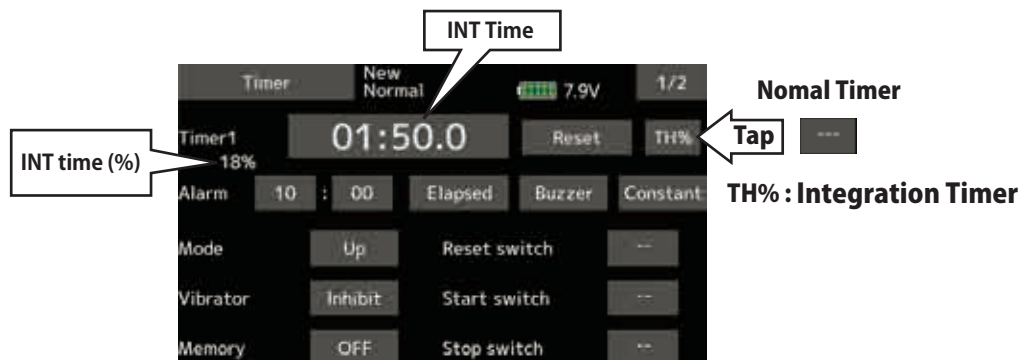 INT Time
Timer
New
Normal
7.9V
1/2
Nomal Timer
Timer1
01:50.0
Reset
TH%
Tap
---
INT time (%)
18%
TH% : Integration Timer
Alarm 10 : 00 Elapsed Buzzer Constant
Mode Up Reset switch --
Vibrator Inhibit Start switch --
Memory OFF Stop switch --